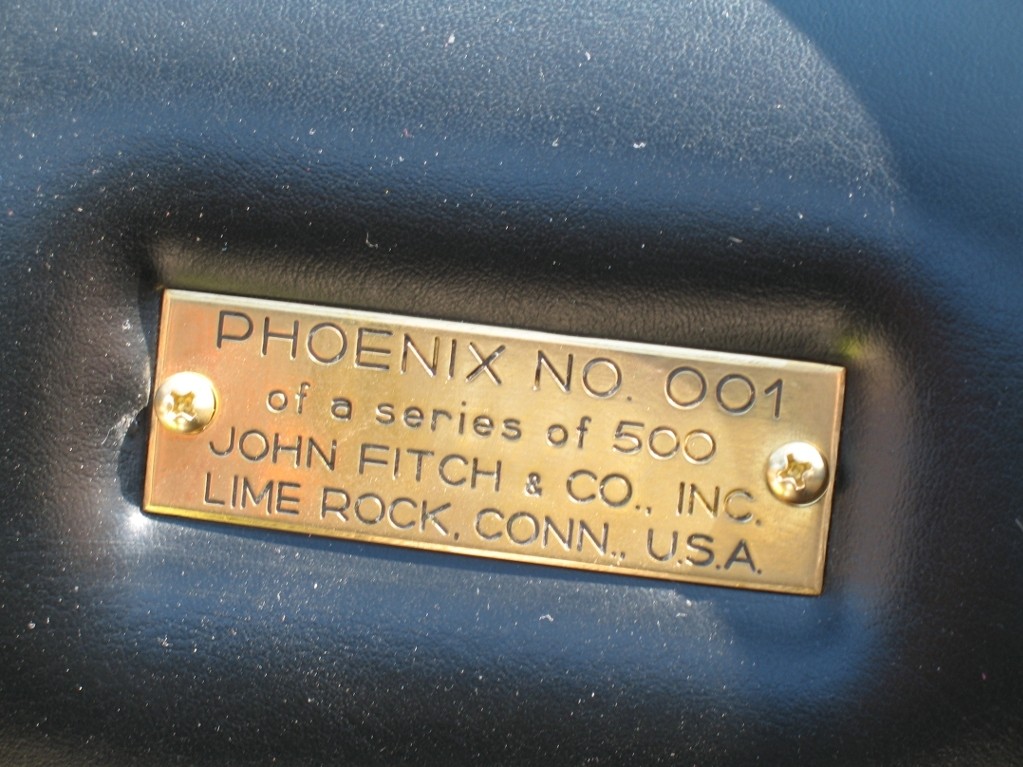 PHOENIX NO. 001
of a series of 500
JOHN FITCH & CO., INC.
LIME ROCK, CONN., U.S.A.